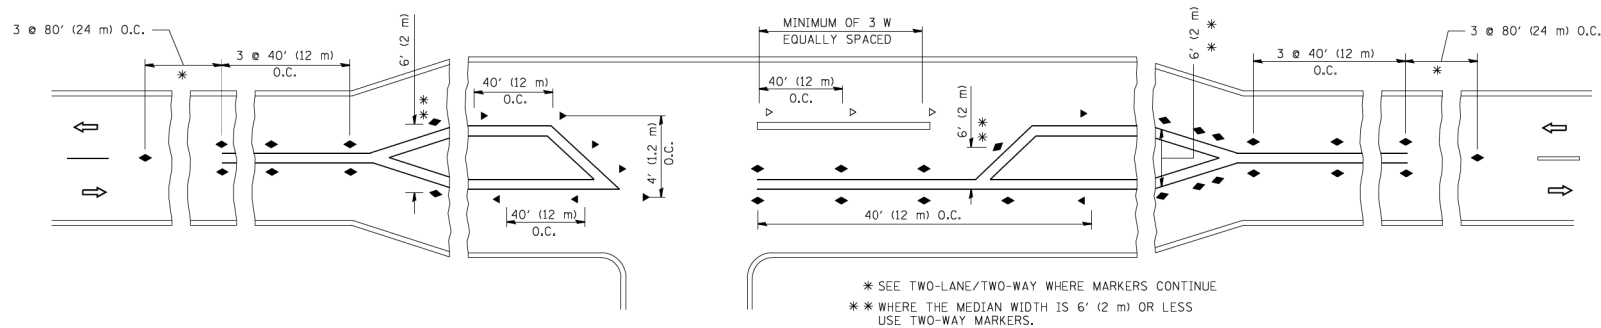 3 @ 80' (24 m) O.C.
*
3 @ 40' (12 m)
O.C.
6' (2 m)
**
40' (12 m)
O.C.
4' (1.2 m)
O.C.
40' (12 m)
O.C.
MINIMUM OF 3 W
EQUALLY SPACED
40' (12 m)
O.C.
6' (2 m)
**
40' (12 m) O.C.
6' (2 m)
**
3 @ 40' (12 m)
O.C.
3 @ 80' (24 m) O.C.
*
* SEE TWO-LANE/TWO-WAY WHERE MARKERS CONTINUE
** WHERE THE MEDIAN WIDTH IS 6' (2 m) OR LESS
USE TWO-WAY MARKERS.